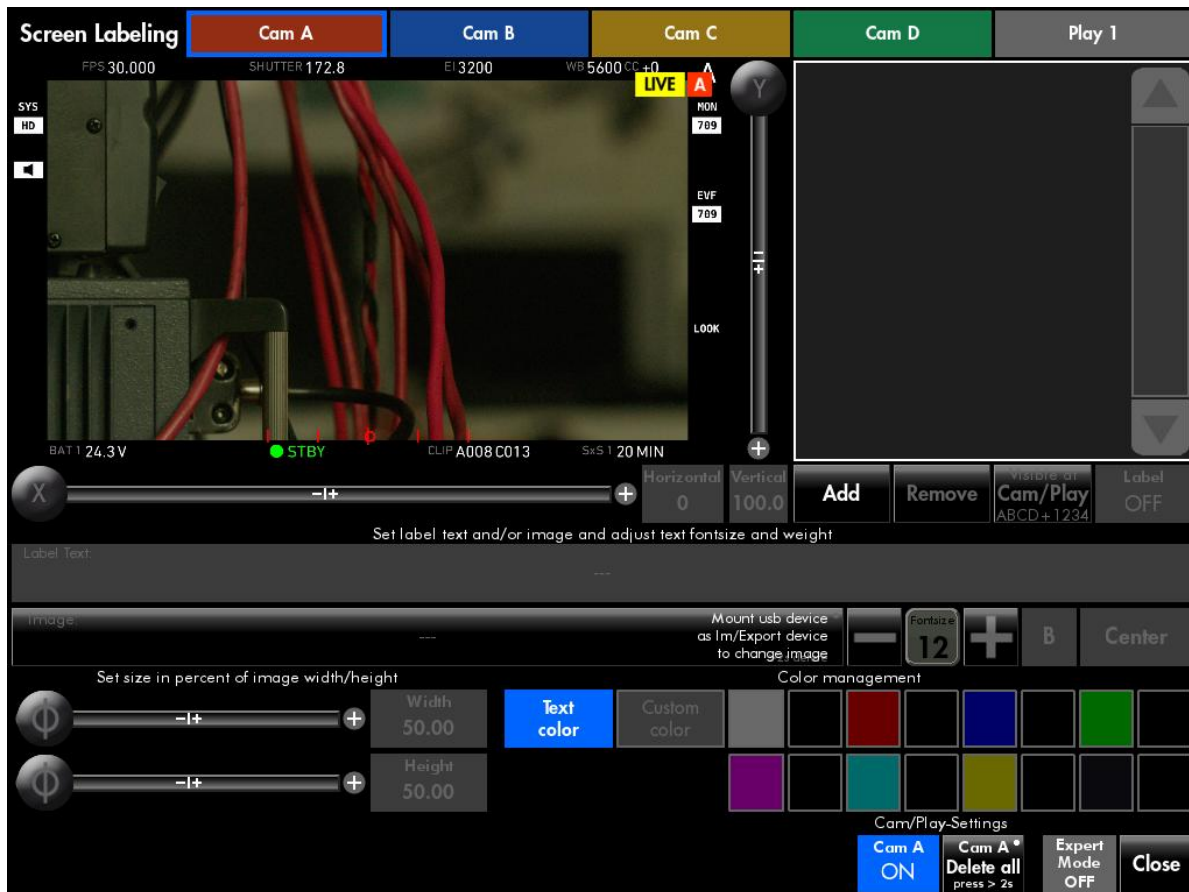 Screen Labeling
Cam A
Cam B
Cam C
Cam D
Play 1
FPS 30.000
SHUTTER 172.8
EI 3200
WB 5600 CC +0
LIVE A
Y
SYS
HD
MON
709
EVF
709
LOOK
BAT 1 24.3 V
STBY
CLIP A008 C013
SxS 1 20 MIN
X
Horizontal
0
Vertical
100.0
Add
Remove
Visible at
Cam/Play
ABCD+1234
Label
OFF
Set label text and/or image and adjust text fontsize and weight
Label Text:
---
Image:
---
Mount usb device
as Im/Export device
to change image
Fontsize
12
B
Center
Set size in percent of image width/height
Color management
Width
50.00
Text
color
Custom
color
Height
50.00
Cam/Play-Settings
Cam A
ON
Cam A
Delete all
press > 2s
Expert
Mode
OFF
Close